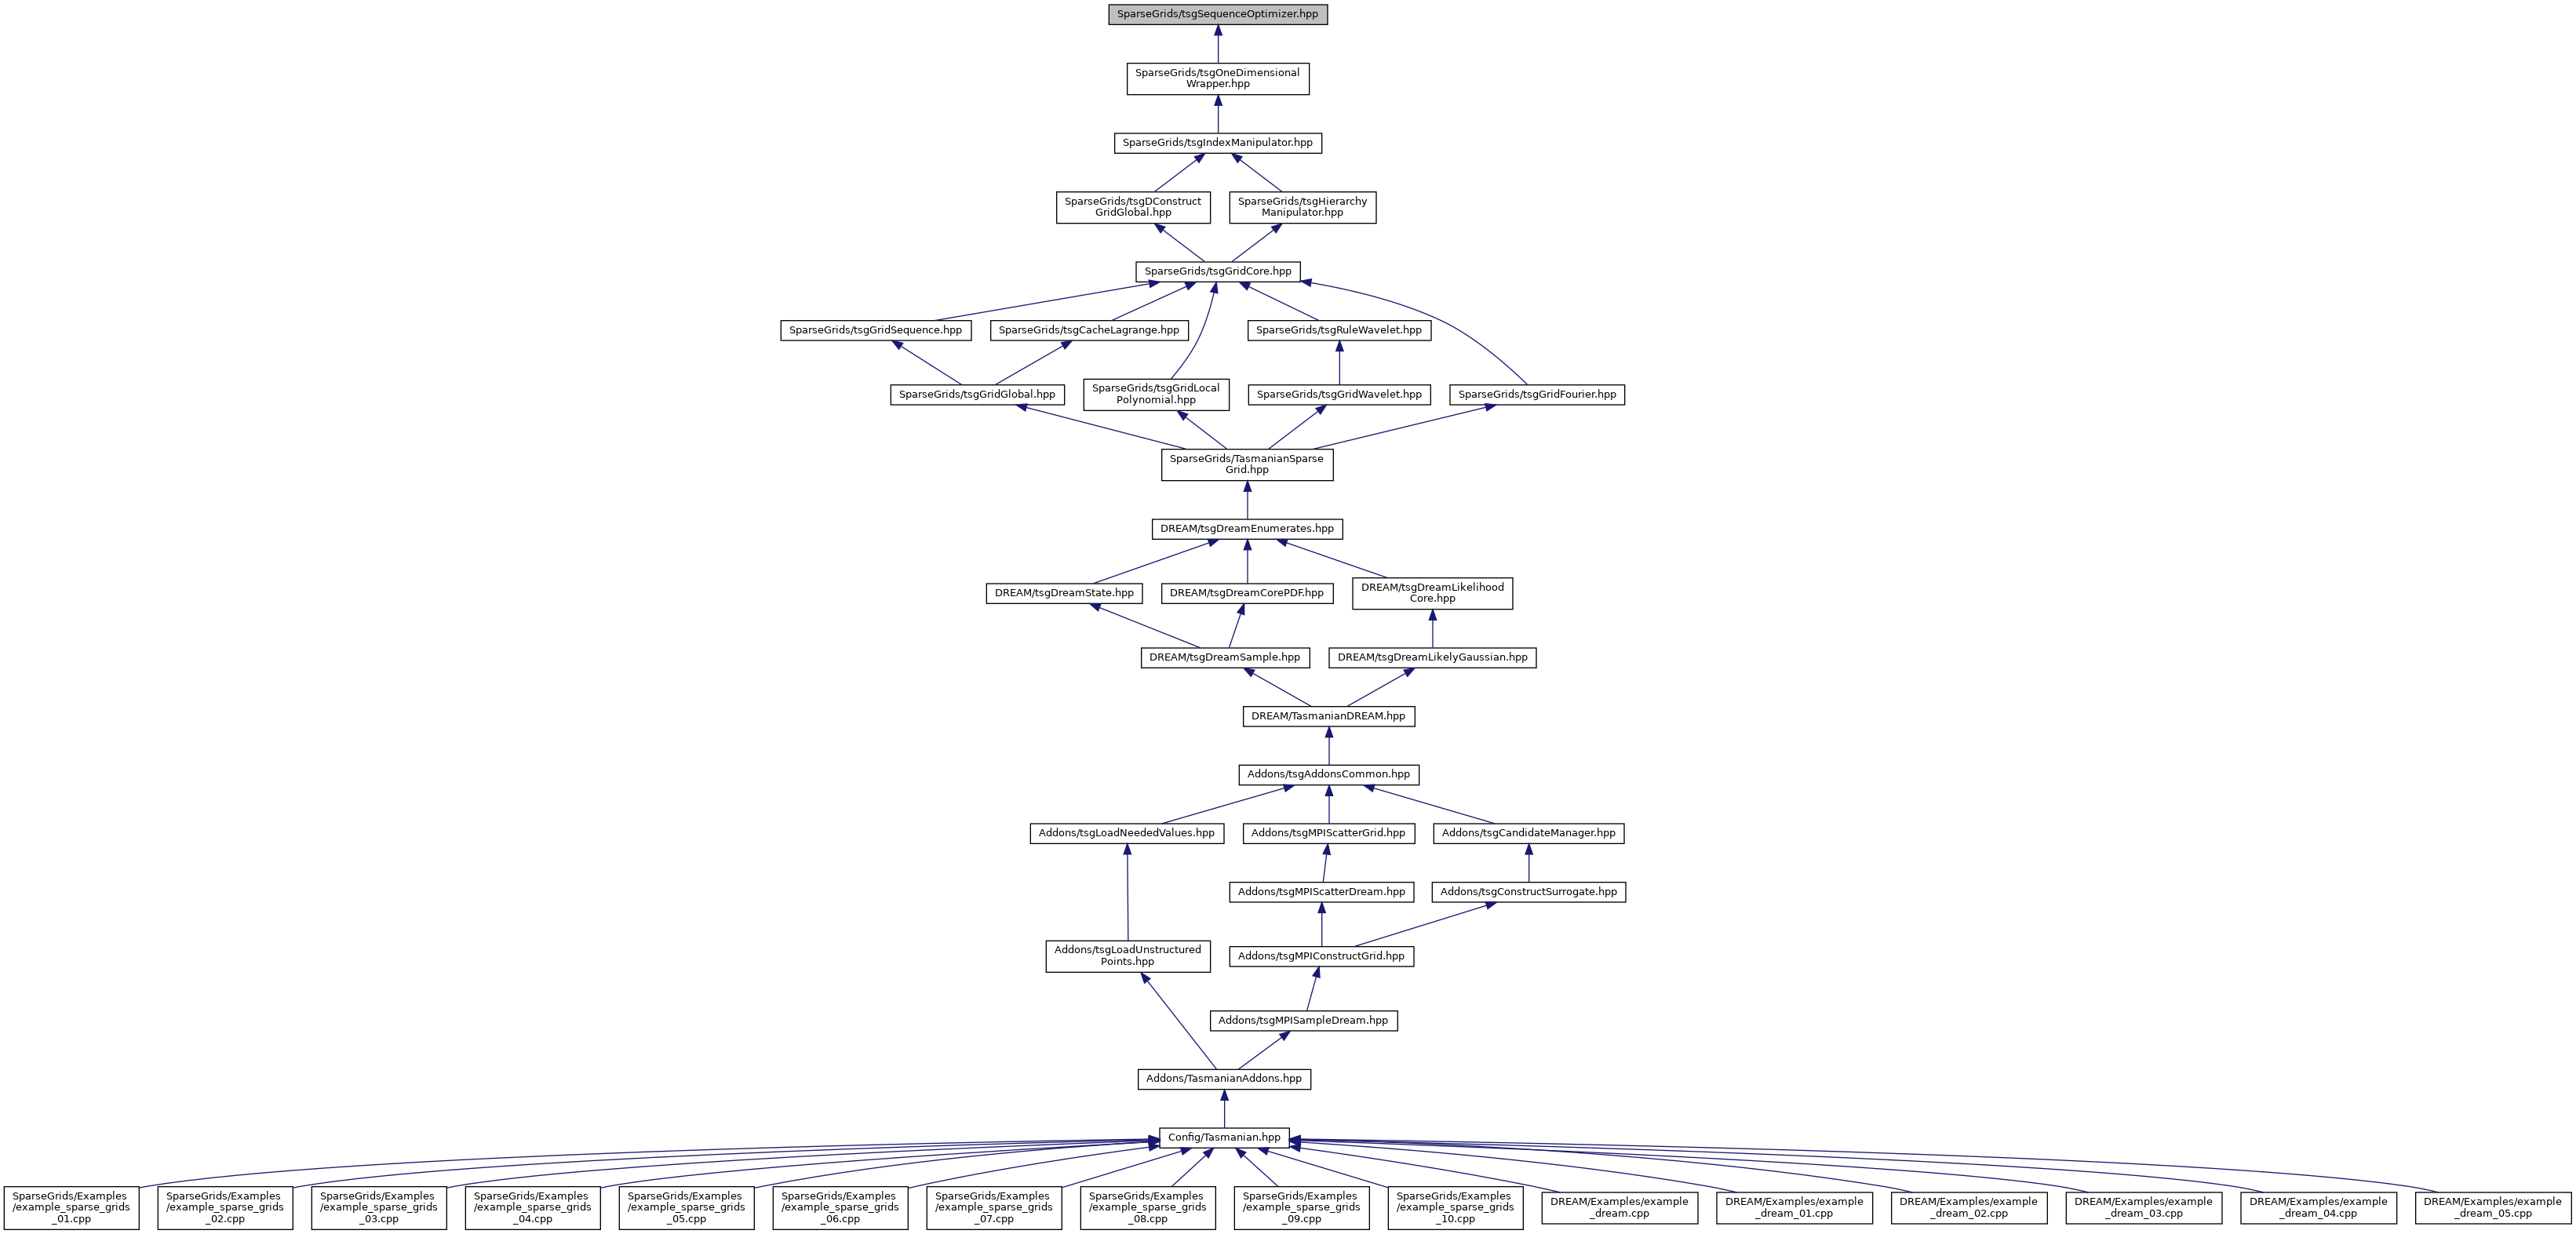 SparseGrids/tsgSequenceOptimizer.hpp
SparseGrids/tsgOneDimensional
Wrapper.hpp
SparseGrids/tsgIndexManipulator.hpp
SparseGrids/tsgDConstruct
GridGlobal.hpp
SparseGrids/tsgHierarchy
Manipulator.hpp
SparseGrids/tsgGridCore.hpp
SparseGrids/tsgGridSequence.hpp
SparseGrids/tsgCacheLagrange.hpp
SparseGrids/tsgRuleWavelet.hpp
SparseGrids/tsgGridGlobal.hpp
SparseGrids/tsgGridLocal
Polynomial.hpp
SparseGrids/tsgGridWavelet.hpp
SparseGrids/tsgGridFourier.hpp
SparseGrids/TasmanianSparse
Grid.hpp
DREAM/tsgDreamEnumerates.hpp
DREAM/tsgDreamState.hpp
DREAM/tsgDreamCorePDF.hpp
DREAM/tsgDreamLikelihood
Core.hpp
DREAM/tsgDreamSample.hpp
DREAM/tsgDreamLikelyGaussian.hpp
DREAM/TasmanianDREAM.hpp
Addons/tsgAddonsCommon.hpp
Addons/tsgLoadNeededValues.hpp
Addons/tsgMPIScatterGrid.hpp
Addons/tsgCandidateManager.hpp
Addons/tsgMPIScatterDream.hpp
Addons/tsgConstructSurrogate.hpp
Addons/tsgLoadUnstructured
Points.hpp
Addons/tsgMPIConstructGrid.hpp
Addons/tsgMPISampleDream.hpp
Addons/TasmanianAddons.hpp
Config/Tasmanian.hpp
SparseGrids/Examples
/example_sparse_grids
_01.cpp
SparseGrids/Examples
/example_sparse_grids
_02.cpp
SparseGrids/Examples
/example_sparse_grids
_03.cpp
SparseGrids/Examples
/example_sparse_grids
_04.cpp
SparseGrids/Examples
/example_sparse_grids
_05.cpp
SparseGrids/Examples
/example_sparse_grids
_06.cpp
SparseGrids/Examples
/example_sparse_grids
_07.cpp
SparseGrids/Examples
/example_sparse_grids
_08.cpp
SparseGrids/Examples
/example_sparse_grids
_09.cpp
SparseGrids/Examples
/example_sparse_grids
_10.cpp
DREAM/Examples/example
_dream.cpp
DREAM/Examples/example
_dream_01.cpp
DREAM/Examples/example
_dream_02.cpp
DREAM/Examples/example
_dream_03.cpp
DREAM/Examples/example
_dream_04.cpp
DREAM/Examples/example
_dream_05.cpp